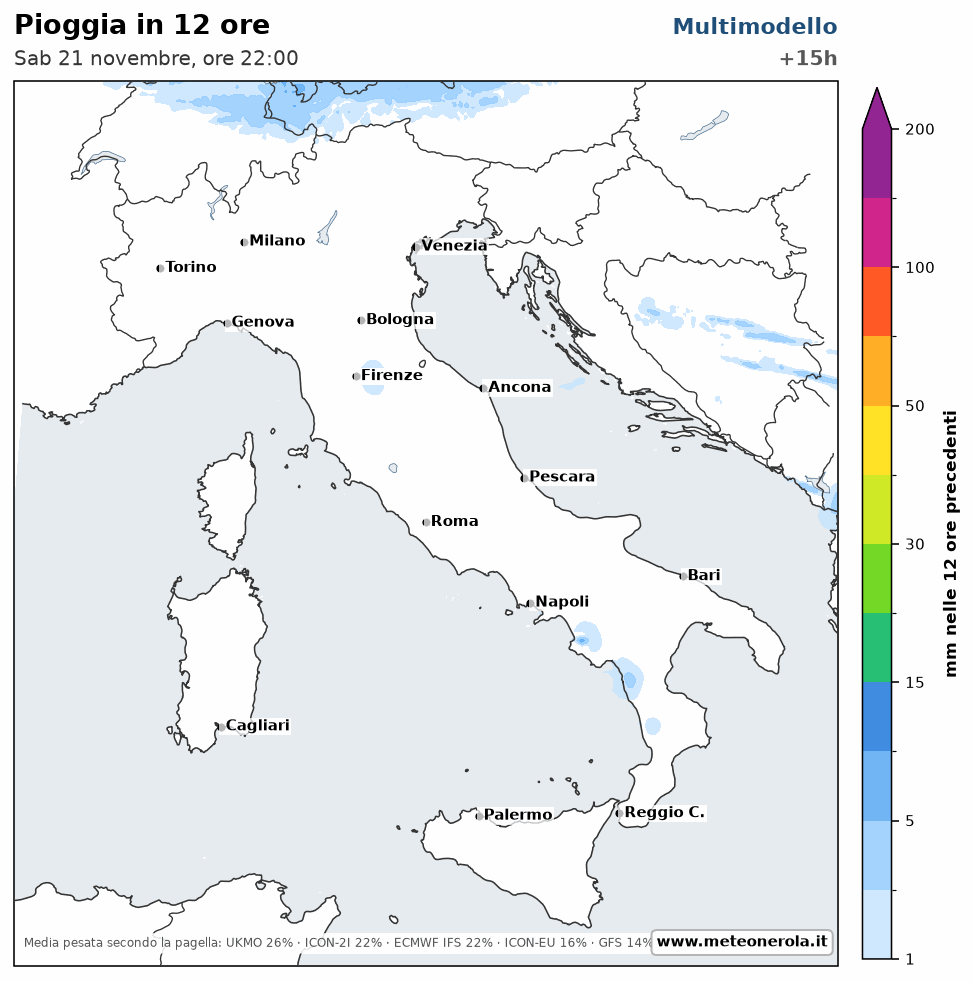 Pioggia in 12 ore
Multimodello
Sab 21 novembre, ore 22:00
+15h
200
100
50
30
15
5
1
mm nelle 12 ore precedenti
Milano
Venezia
Torino
Genova
Bologna
Firenze
Ancona
Pescara
Roma
Bari
Napoli
Cagliari
Palermo
Reggio C.
Media pesata secondo la pagella: UKMO 26% · ICON-2I 22% · ECMWF IFS 22% · ICON-EU 16% · GFS 14%
www.meteonerola.it